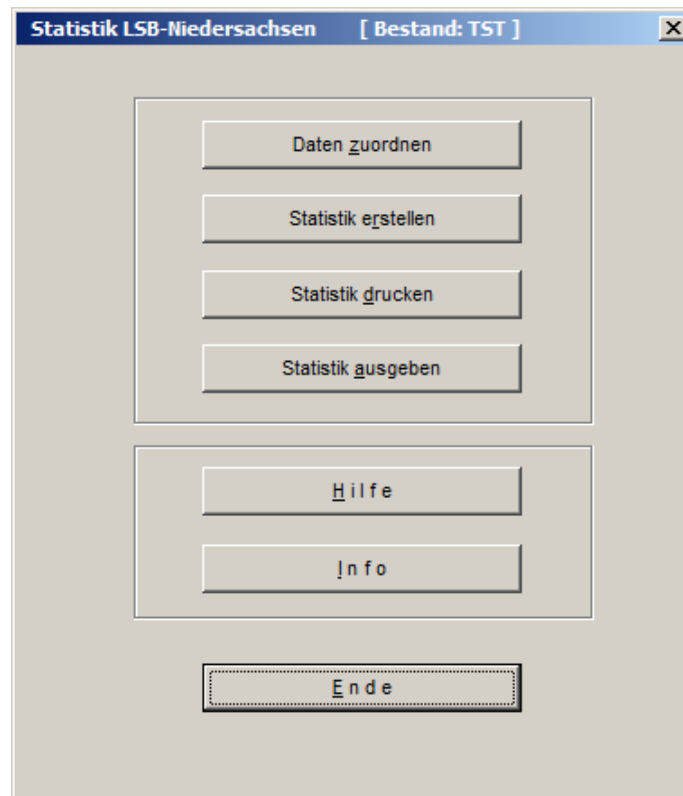 Statistik LSB-Niedersachsen [ Bestand: TST ]
Daten zuordnen
Statistik erstellen
Statistik drucken
Statistik ausgeben
H i l f e
I n f o
E n d e